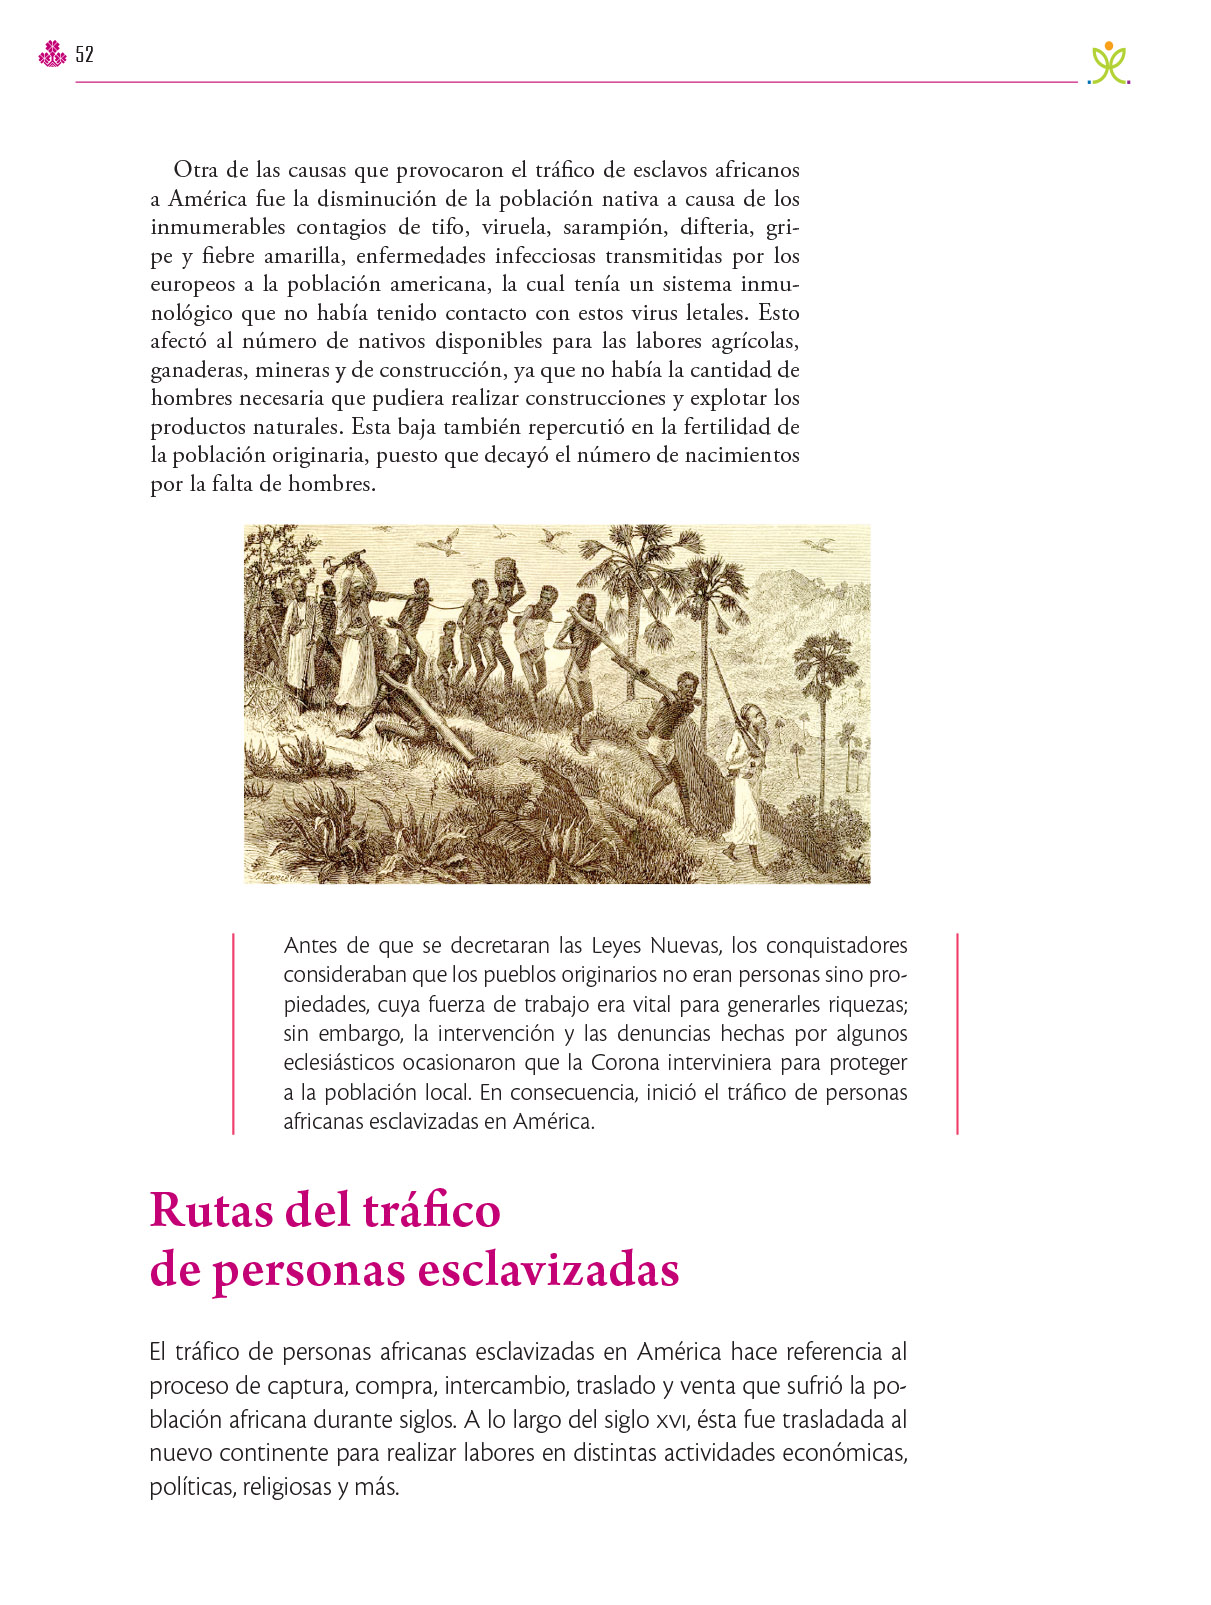 52
Otra de las causas que provocaron el tráfico de esclavos africanos
a América fue la disminución de la población nativa a causa de los
inmumerables contagios de tifo, viruela, sarampión, difteria, gri-
pe y fiebre amarilla, enfermedades infecciosas transmitidas por los
europeos a la población americana, la cual tenía un sistema inmu-
nológico que no había tenido contacto con estos virus letales. Esto
afectó al número de nativos disponibles para las labores agrícolas,
ganaderas, mineras y de construcción, ya que no había la cantidad de
hombres necesaria que pudiera realizar construcciones y explotar los
productos naturales. Esta baja también repercutió en la fertilidad de
la población originaria, puesto que decayó el número de nacimientos
por la falta de hombres.
Antes de que se decretaran las Leyes Nuevas, los conquistadores
consideraban que los pueblos originarios no eran personas sino pro-
piedades, cuya fuerza de trabajo era vital para generarles riquezas;
sin embargo, la intervención y las denuncias hechas por algunos
eclesiásticos ocasionaron que la Corona interviniera para proteger
a la población local. En consecuencia, inició el tráfico de personas
africanas esclavizadas en América.
Rutas del tráfico
de personas esclavizadas
El tráfico de personas africanas esclavizadas en América hace referencia al
proceso de captura, compra, intercambio, traslado y venta que sufrió la po-
blación africana durante siglos. A lo largo del siglo XVI, ésta fue trasladada al
nuevo continente para realizar labores en distintas actividades económicas,
políticas, religiosas y más.